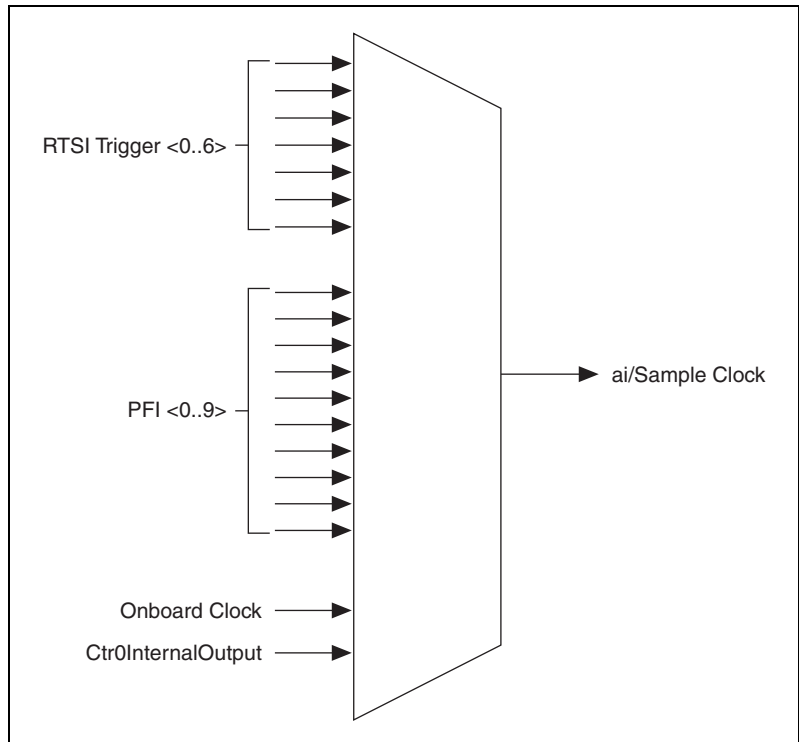 RTSI Trigger <0..6>
PFI <0..9>
ai/Sample Clock
Onboard Clock
Ctr0InternalOutput